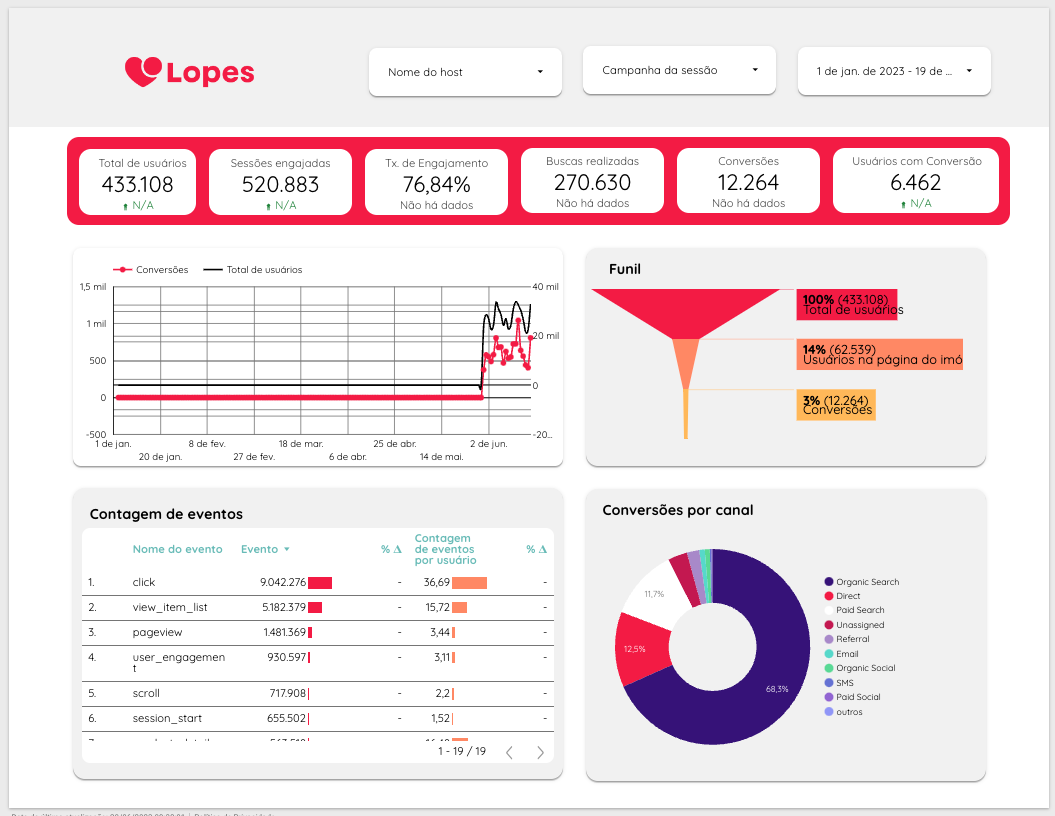 Lopes
Nome do host
Campanha da sessão
1 de jan. de 2023 - 19 de ...
Total de usuários
433.108
N/A
Sessões engajadas
520.883
N/A
Tx. de Engajamento
76,84%
Não há dados
Buscas realizadas
270.630
Não há dados
Conversões
12.264
Não há dados
Usuários com Conversão
6.462
N/A
Conversões
Total de usuários
1,5 mil
1 mil
500
0
-500
40 mil
20 mil
0
-20...
1 de jan.
8 de fev.
18 de mar.
25 de abr.
2 de jun.
20 de jan.
27 de fev.
6 de abr.
14 de mai.
Funil
100% (433.108)
Total de usuários
14% (62.539)
Usuários na página do imó
3% (12.264)
Conversões
Contagem de eventos
Nome do evento Evento % Δ Contagem de eventos por usuário % Δ
1. click 9.042.276 - 36,69 -
2. view_item_list 5.182.379 - 15,72 -
3. pageview 1.481.369 - 3,44 -
4. user_engagemen
t 930.597 - 3,11 -
5. scroll 717.908 - 2,2 -
6. session_start 655.502 - 1,52 -
1 - 19 / 19
Conversões por canal
11,7%
12,5%
68,3%
Organic Search
Direct
Paid Search
Unassigned
Referral
Email
Organic Social
SMS
Paid Social
outros